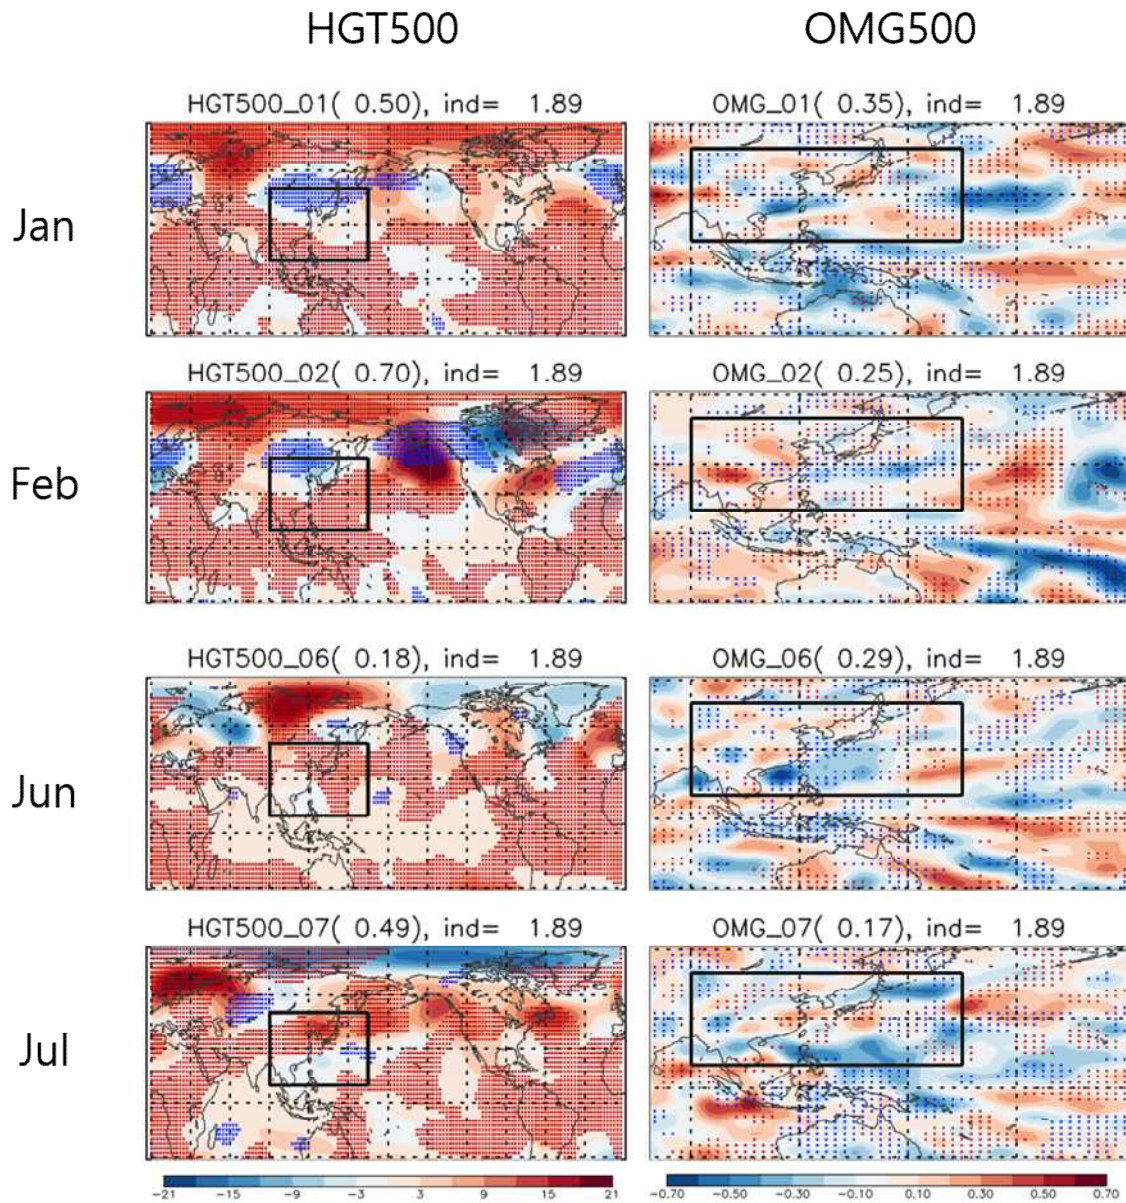 HGT500 OMG500
HGT500_01( 0.50), ind= 1.89 OMG_01( 0.35), ind= 1.89
Jan
HGT500_02( 0.70), ind= 1.89 OMG_02( 0.25), ind= 1.89
Feb
HGT500_06( 0.18), ind= 1.89 OMG_06( 0.29), ind= 1.89
Jun
HGT500_07( 0.49), ind= 1.89 OMG_07( 0.17), ind= 1.89
Jul
-21 -15 -9 -3 3 9 15 21 -0.70 -0.50 -0.30 -0.10 0.10 0.30 0.50 0.70